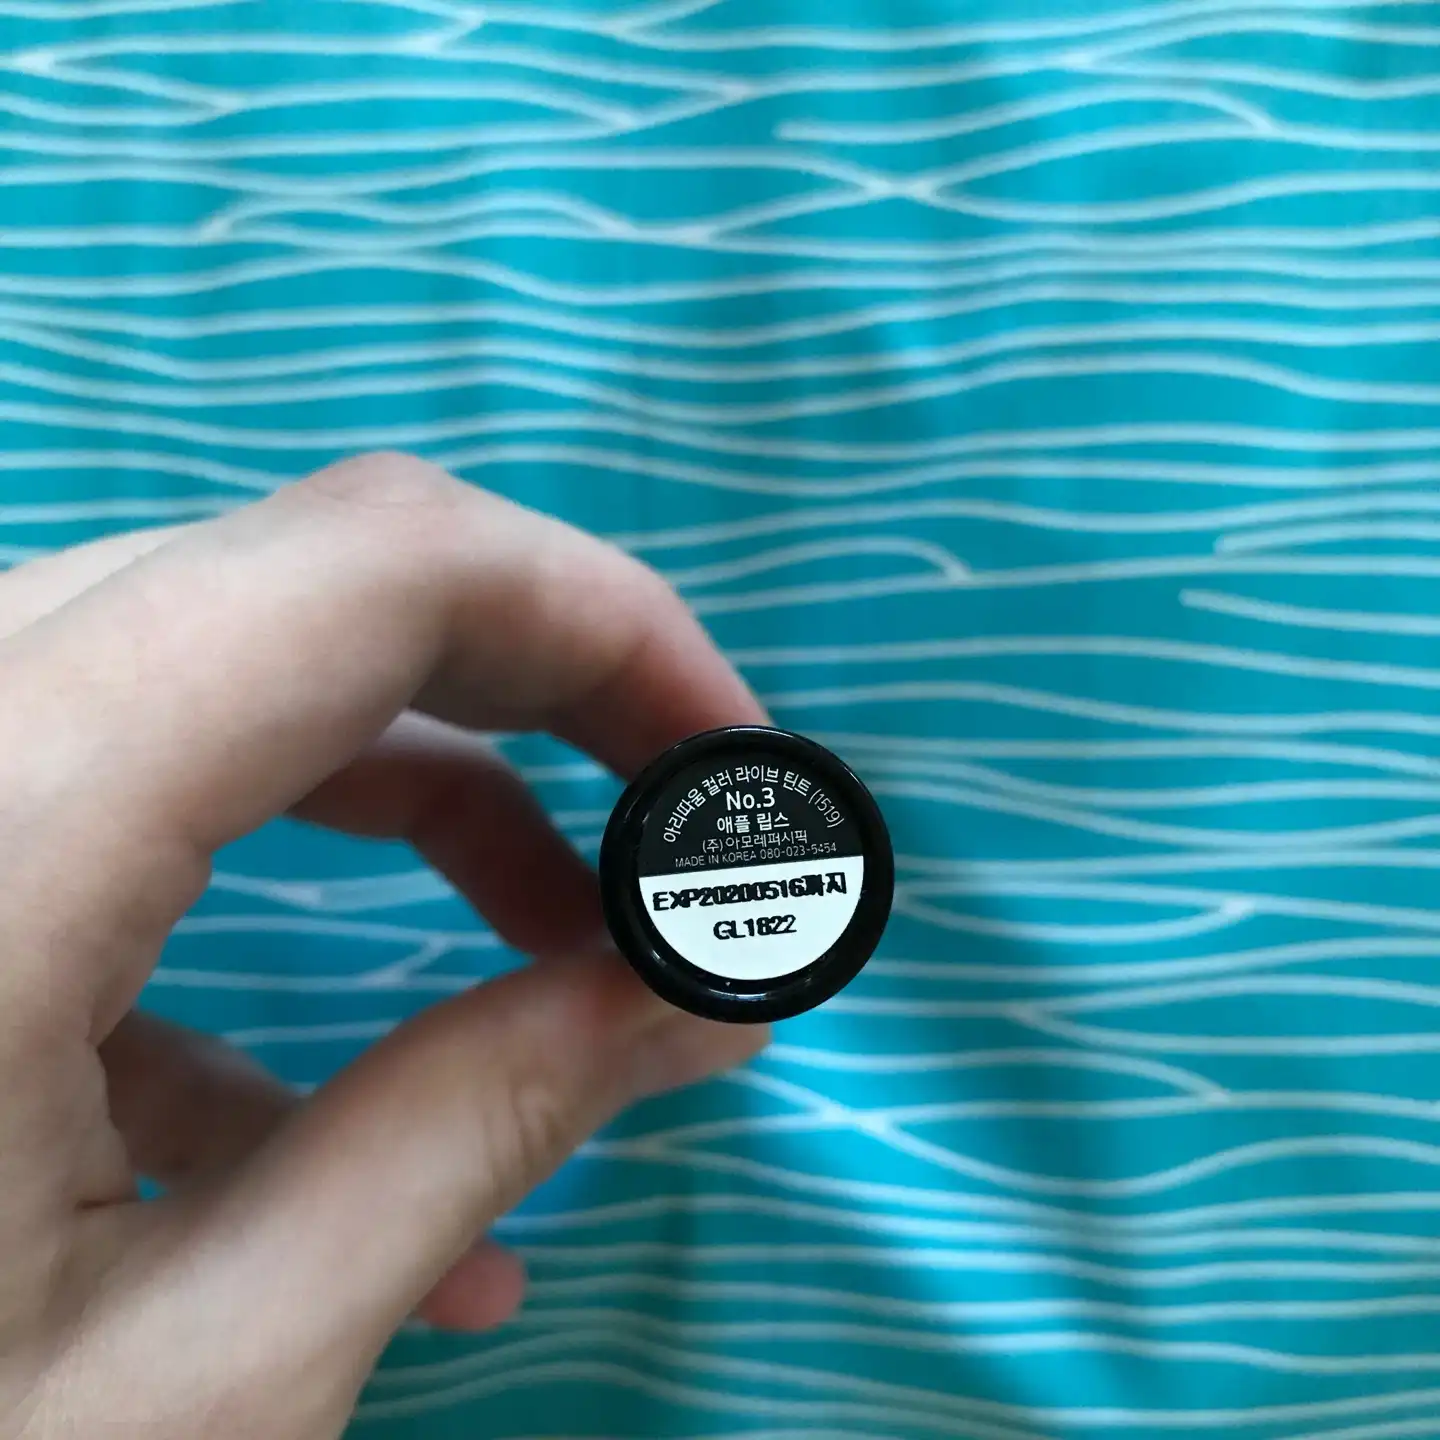 아리따움 컬러 라이브 틴트 (1519)
No.3
애플 립스
(주)아모레퍼시픽
MADE IN KOREA 080-023-5454
EXP20200516까지
GL1822